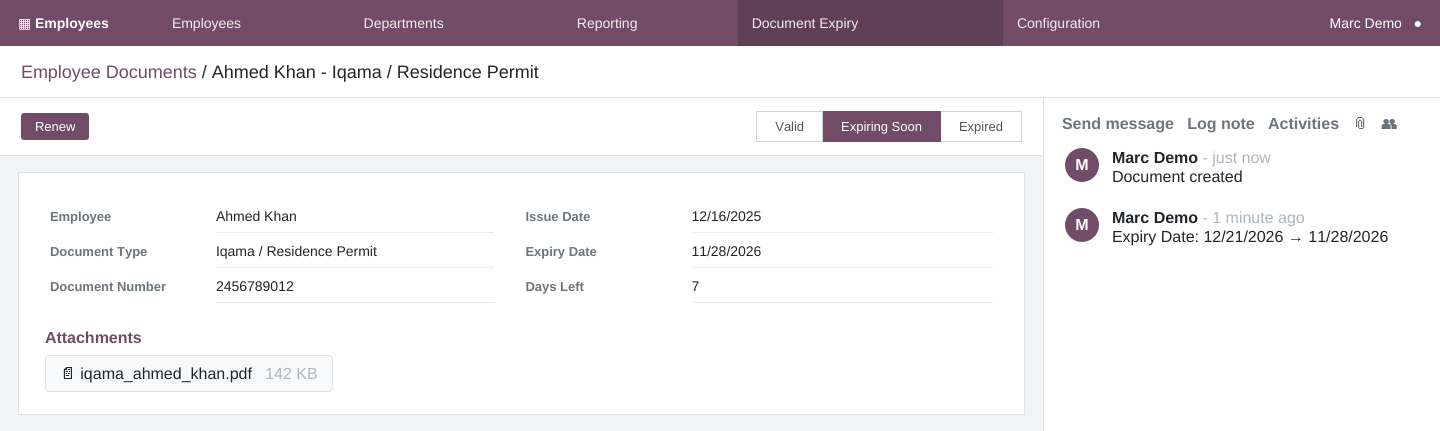 Employees Employees Departments Reporting Document Expiry Configuration Marc Demo
Employee Documents / Ahmed Khan - Iqama / Residence Permit
Renew Valid Expiring Soon Expired
Send message Log note Activities
M Marc Demo - just now
Document created
M Marc Demo - 1 minute ago
Expiry Date: 12/21/2026 → 11/28/2026
Employee Ahmed Khan Issue Date 12/16/2025
Document Type Iqama / Residence Permit Expiry Date 11/28/2026
Document Number 2456789012 Days Left 7
Attachments
iqama_ahmed_khan.pdf 142 KB